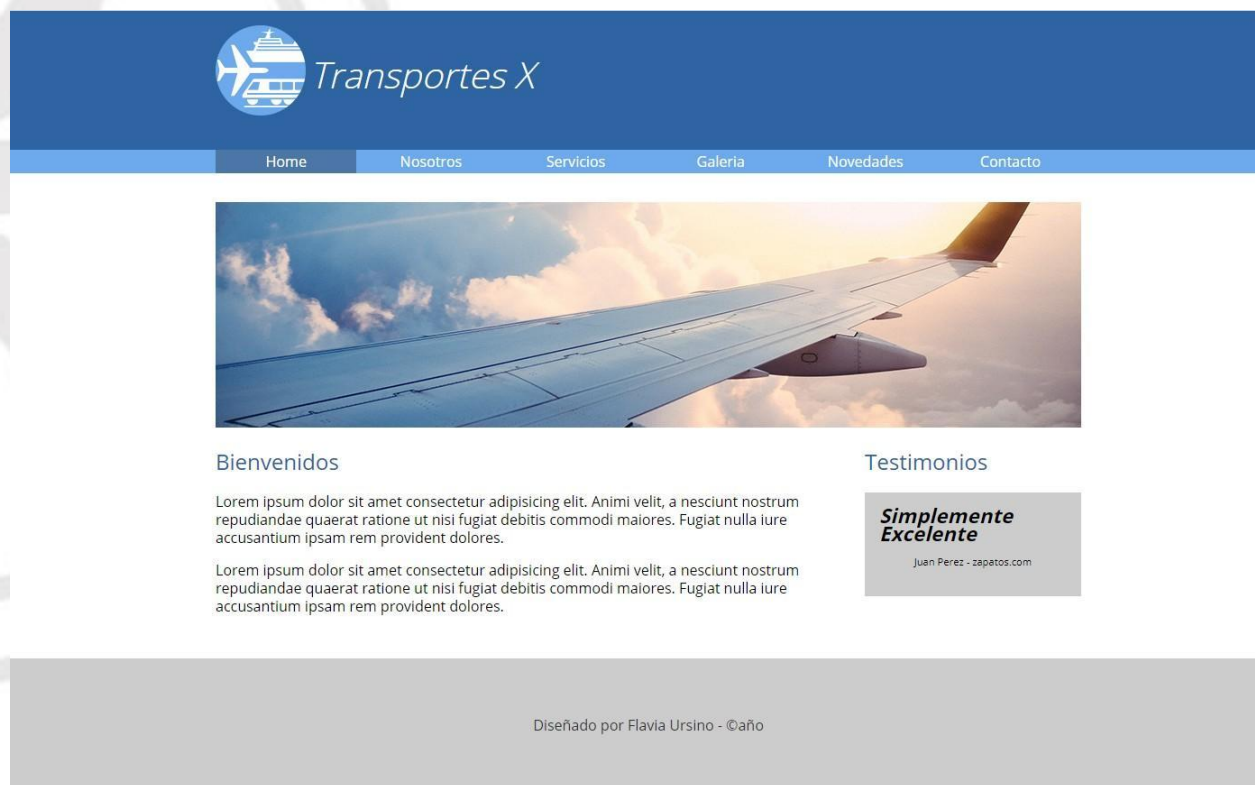 Transportes X
Home Nosotros Servicios Galeria Novedades Contacto
Bienvenidos
Lorem ipsum dolor sit amet consectetur adipisicing elit. Animi velit, a nesciunt nostrum
repudiandae quaerat ratione ut nisi fugiat debitis commodi maiores. Fugiat nulla iure
accusantium ipsam rem provident dolores.
Lorem ipsum dolor sit amet consectetur adipisicing elit. Animi velit, a nesciunt nostrum
repudiandae quaerat ratione ut nisi fugiat debitis commodi maiores. Fugiat nulla iure
accusantium ipsam rem provident dolores.
Testimonios
Simplemente
Excelente
Juan Perez - zapatos.com
Diseñado por Flavia Ursino - ©año